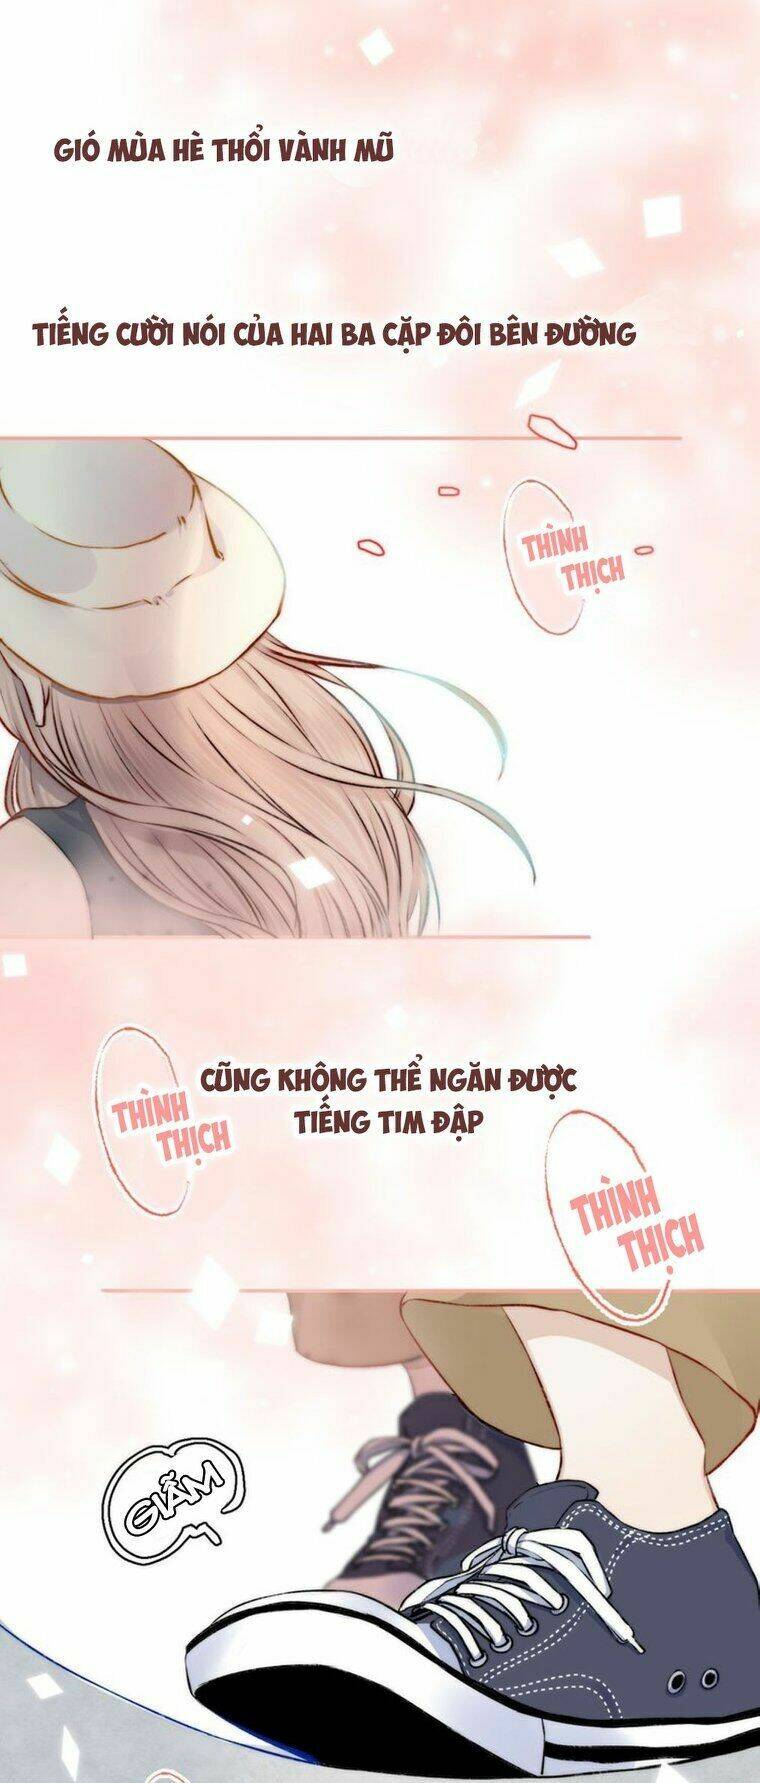 GIÓ MÙA HÈ THỔI VÀNH MŨ
TIẾNG CƯỜI NÓI CỦA HAI BA CẶP ĐÔI BÊN ĐƯỜNG
THÌNH
THỊCH
CŨNG KHÔNG THỂ NGĂN ĐƯỢC
TIẾNG TIM ĐẬP
THÌNH
THỊCH
THÌNH
THỊCH
GIẪM